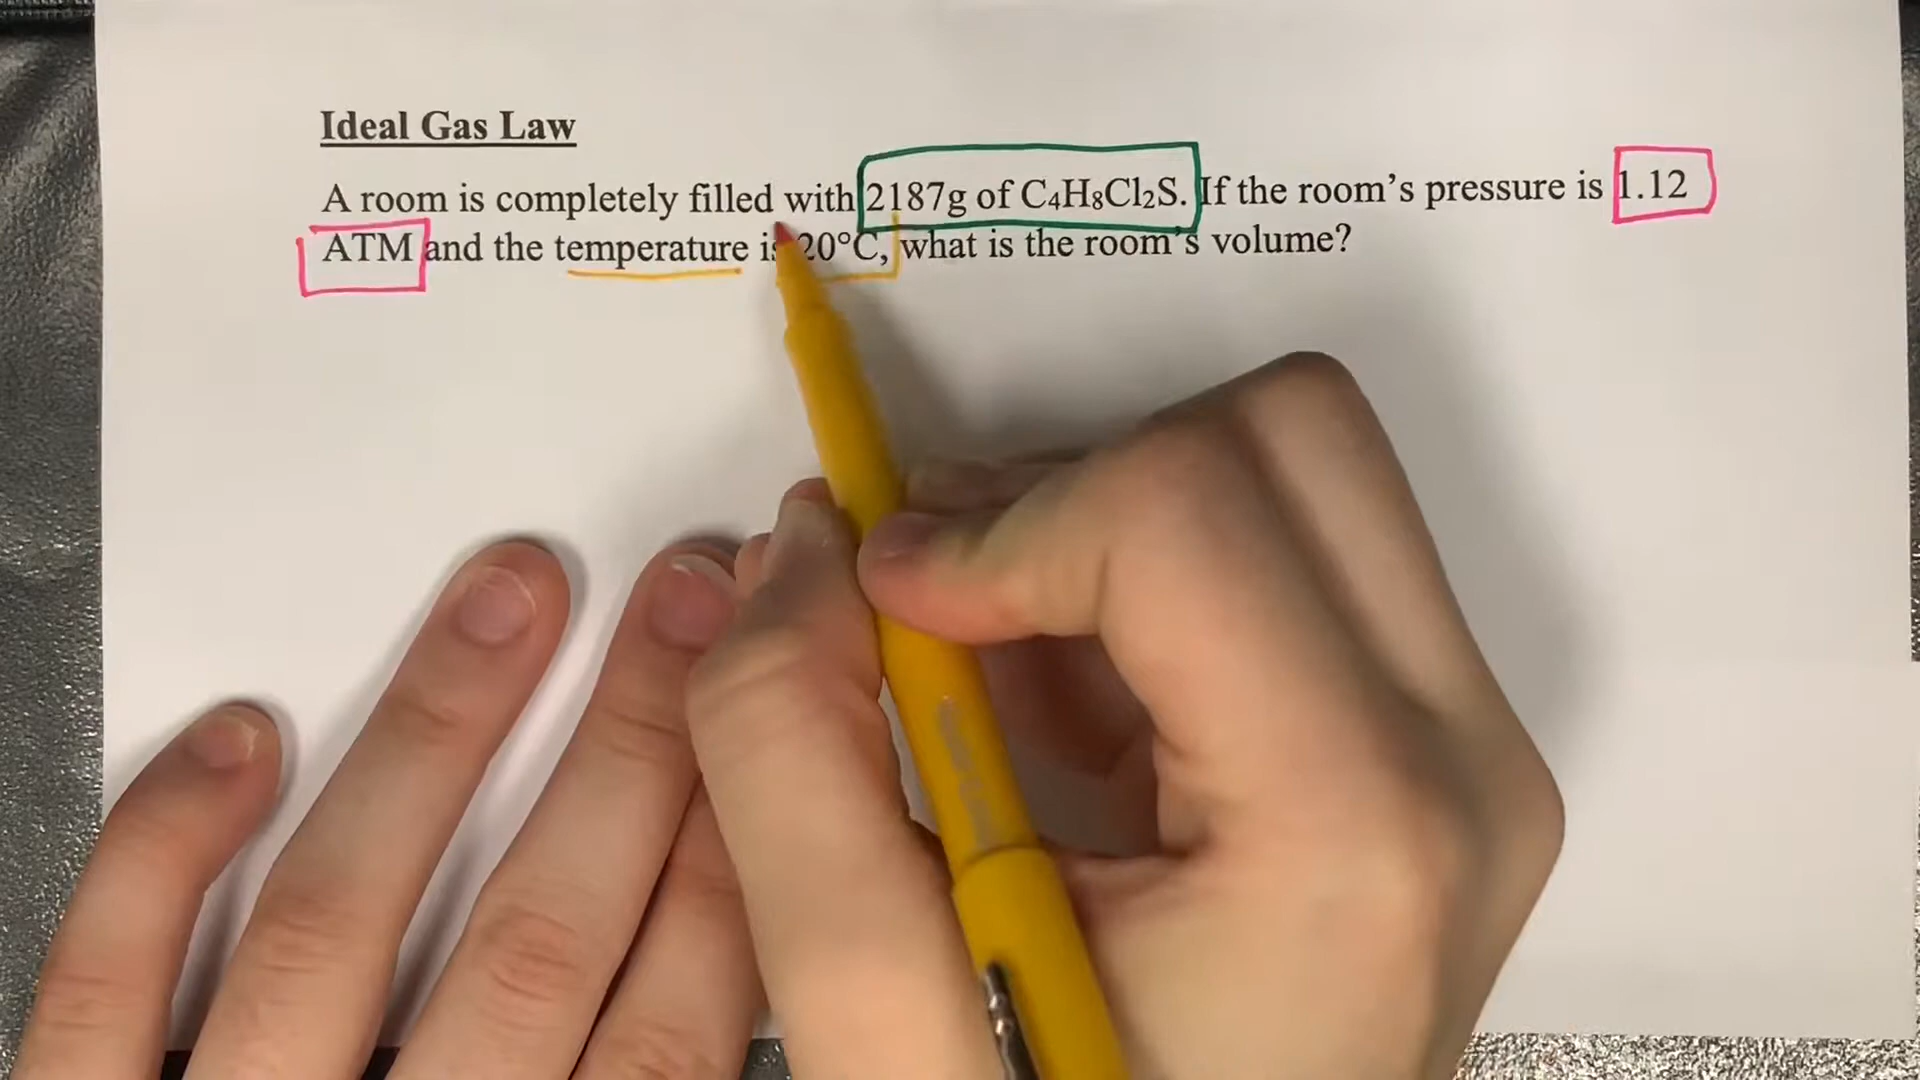 Ideal Gas Law
A room is completely filled with 2187g of C₄H₈Cl₂S. If the room’s pressure is 1.12
ATM and the temperature is 20°C, what is the room’s volume?